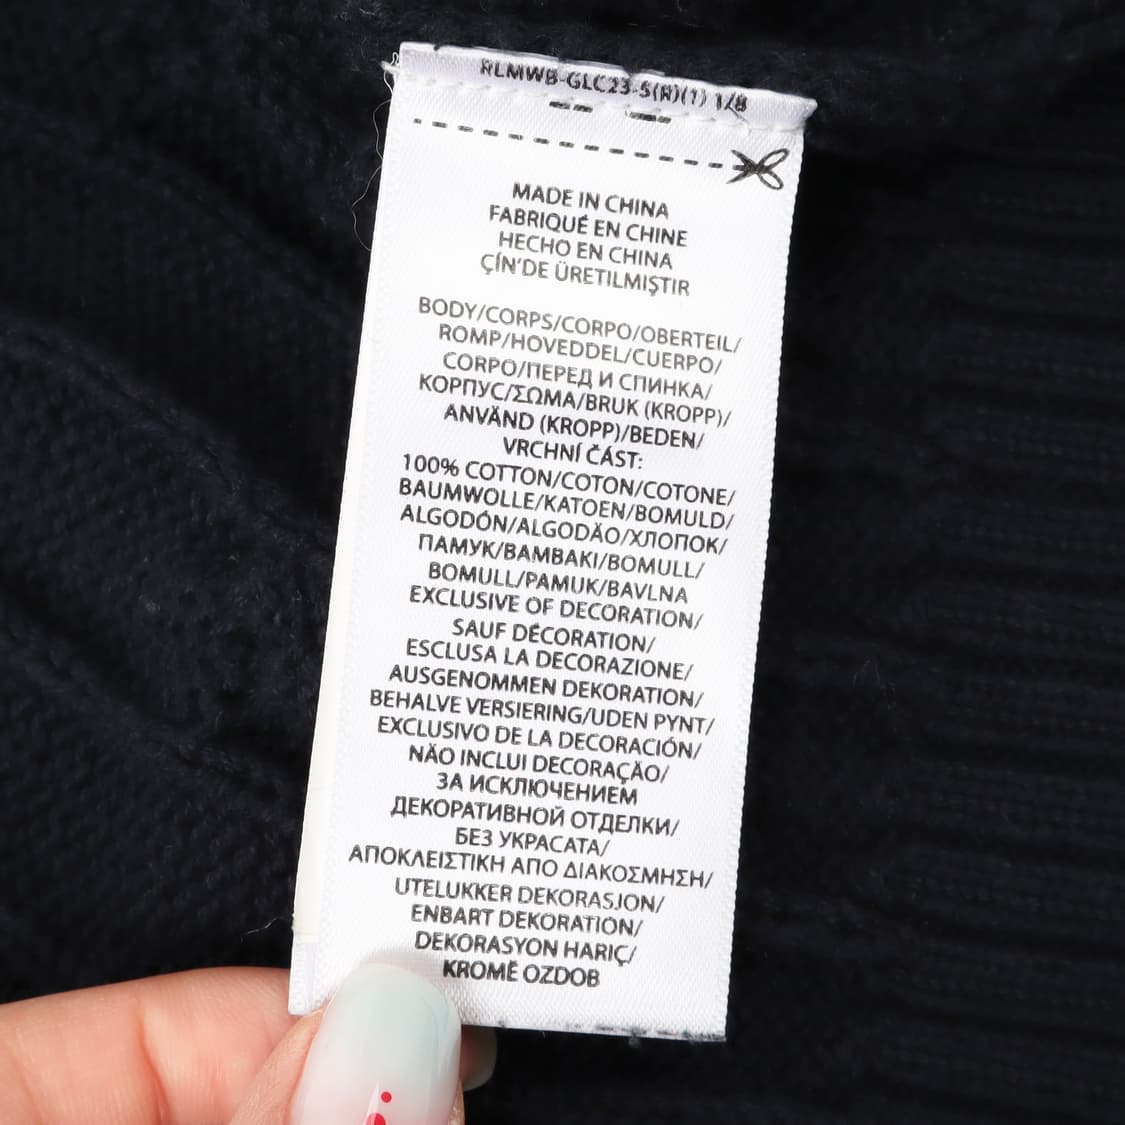 RLMWB-GLC23-5(R)(1) 1/8
MADE IN CHINA
FABRIQUÉ EN CHINE
HECHO EN CHINA
ÇİN'DE ÜRETILMIŞTIR
BODY/CORPS/CORPO/OBERTEIL/
ROMP/HOVEDDEL/CUERPO/
CORPO/ПЕРЕД И СПИНКА/
КОРПУС/ΣΩΜΑ/BRUK (KROPP)/
ANVÄND (KROPP)/BEDEN/
VRCHNÍ ČÁST:
100% COTTON/COTON/COTONE/
BAUMWOLLE/KATOEN/BOMULD/
ALGODÓN/ALGODÃO/ХЛОПОК/
ПАМУК/ΒΑΜΒΑΚΙ/BOMULL/
BOMULL/PAMUK/BAVLNA
EXCLUSIVE OF DECORATION/
SAUF DÉCORATION/
ESCLUSA LA DECORAZIONE/
AUSGENOMMEN DEKORATION/
BEHALVE VERSIERING/UDEN PYNT/
EXCLUSIVO DE LA DECORACIÓN/
NÃO INCLUI DECORAÇÃO/
ЗА ИСКЛЮЧЕНИЕМ
ДЕКОРАТИВНОЙ ОТДЕЛКИ/
БЕЗ УКРАСАТА/
ΑΠΟΚΛΕΙΣΤΙΚΗ ΑΠΟ ΔΙΑΚΟΣΜΗΣΗ/
UTELUKKER DEKORASJON/
ENBART DEKORATION/
DEKORASYON HARIÇ/
KROMĚ OZDOB